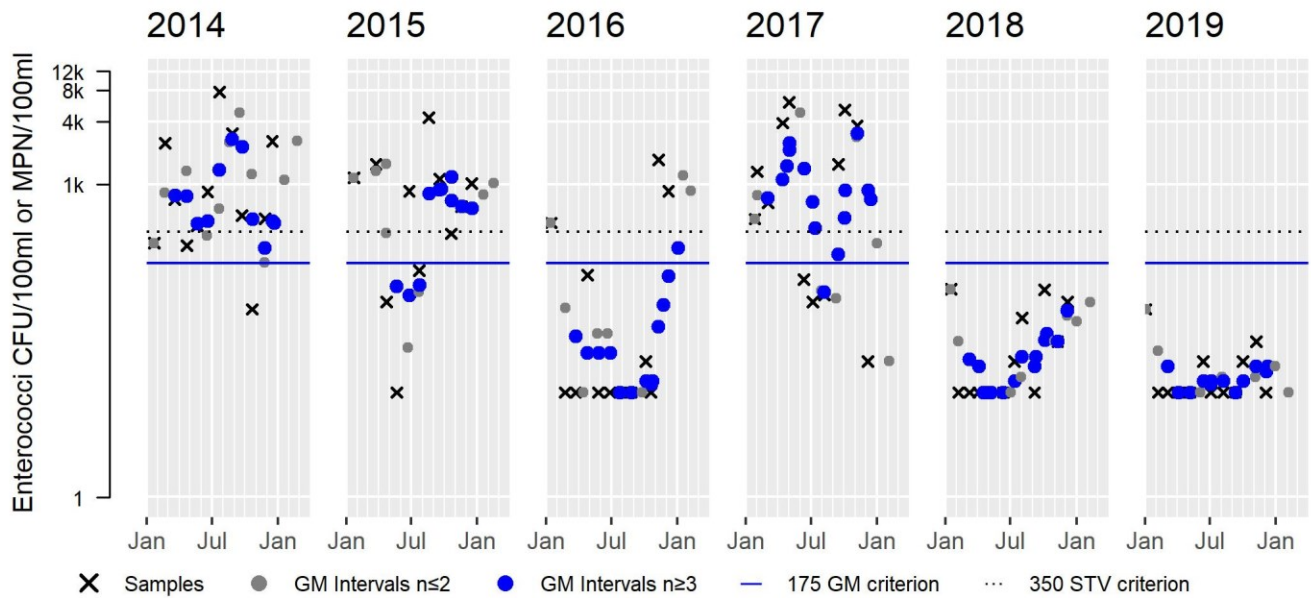 2014 2015 2016 2017 2018 2019
Enterococci CFU/100ml or MPN/100ml
12k
8k
4k
1k
1
Jan Jul Jan Jan Jul Jan Jan Jul Jan Jan Jul Jan Jan Jul Jan Jan Jul Jan
Samples GM Intervals n≤2 GM Intervals n≥3 175 GM criterion 350 STV criterion